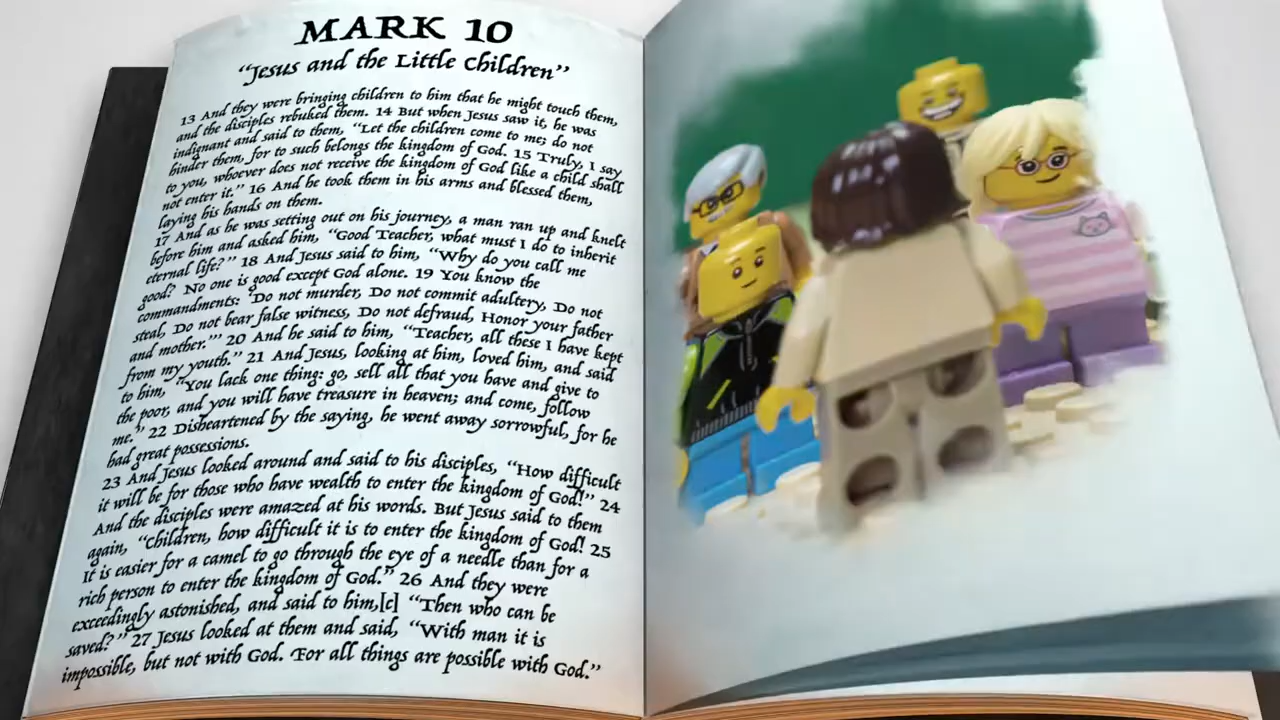 MARK 10
“Jesus and the Little Children”
13 And they were bringing children to him that he might touch them,
and the disciples rebuked them. 14 But when Jesus saw it, he was
indignant and said to them, “Let the children come to me; do not
hinder them, for to such belongs the kingdom of God. 15 Truly, I say
to you, whoever does not receive the kingdom of God like a child shall
not enter it.” 16 And he took them in his arms and blessed them,
laying his hands on them.
17 And as he was setting out on his journey, a man ran up and knelt
before him and asked him, “Good Teacher, what must I do to inherit
eternal life?” 18 And Jesus said to him, “Why do you call me
good? No one is good except God alone. 19 You know the
commandments: ‘Do not murder, Do not commit adultery, Do not
steal, Do not bear false witness, Do not defraud, Honor your father
and mother.’” 20 And he said to him, “Teacher, all these I have kept
from my youth.” 21 And Jesus, looking at him, loved him, and said
to him, “You lack one thing: go, sell all that you have and give to
the poor, and you will have treasure in heaven; and come, follow
me.” 22 Disheartened by the saying, he went away sorrowful, for he
had great possessions.
23 And Jesus looked around and said to his disciples, “How difficult
it will be for those who have wealth to enter the kingdom of God!” 24
And the disciples were amazed at his words. But Jesus said to them
again, “Children, how difficult it is to enter the kingdom of God! 25
It is easier for a camel to go through the eye of a needle than for a
rich person to enter the kingdom of God.” 26 And they were
exceedingly astonished, and said to him,[c] “Then who can be
saved?” 27 Jesus looked at them and said, “With man it is
impossible, but not with God. For all things are possible with God.”